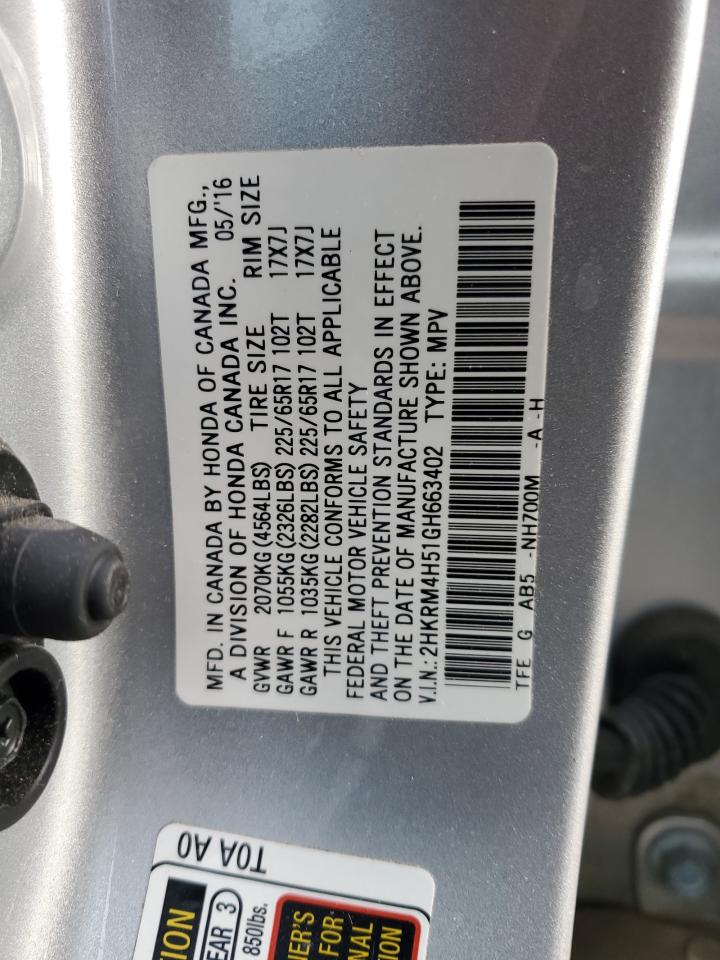 MFD. IN CANADA BY HONDA OF CANADA MFG.,
A DIVISION OF HONDA CANADA INC. 05/'16
GVWR 2070KG (4564LBS) TIRE SIZE RIM SIZE
GAWR F 1055KG (2326LBS) 225/65R17 102T 17X7J
GAWR R 1035KG (2282LBS) 225/65R17 102T 17X7J
THIS VEHICLE CONFORMS TO ALL APPLICABLE
FEDERAL MOTOR VEHICLE SAFETY
AND THEFT PREVENTION STANDARDS IN EFFECT
ON THE DATE OF MANUFACTURE SHOWN ABOVE.
V.I.N.:2HKRM4H51GH663402 TYPE: MPV
TFE G AB5 -NH700M -A -H
T0A A0
3
850lbs.
FOR